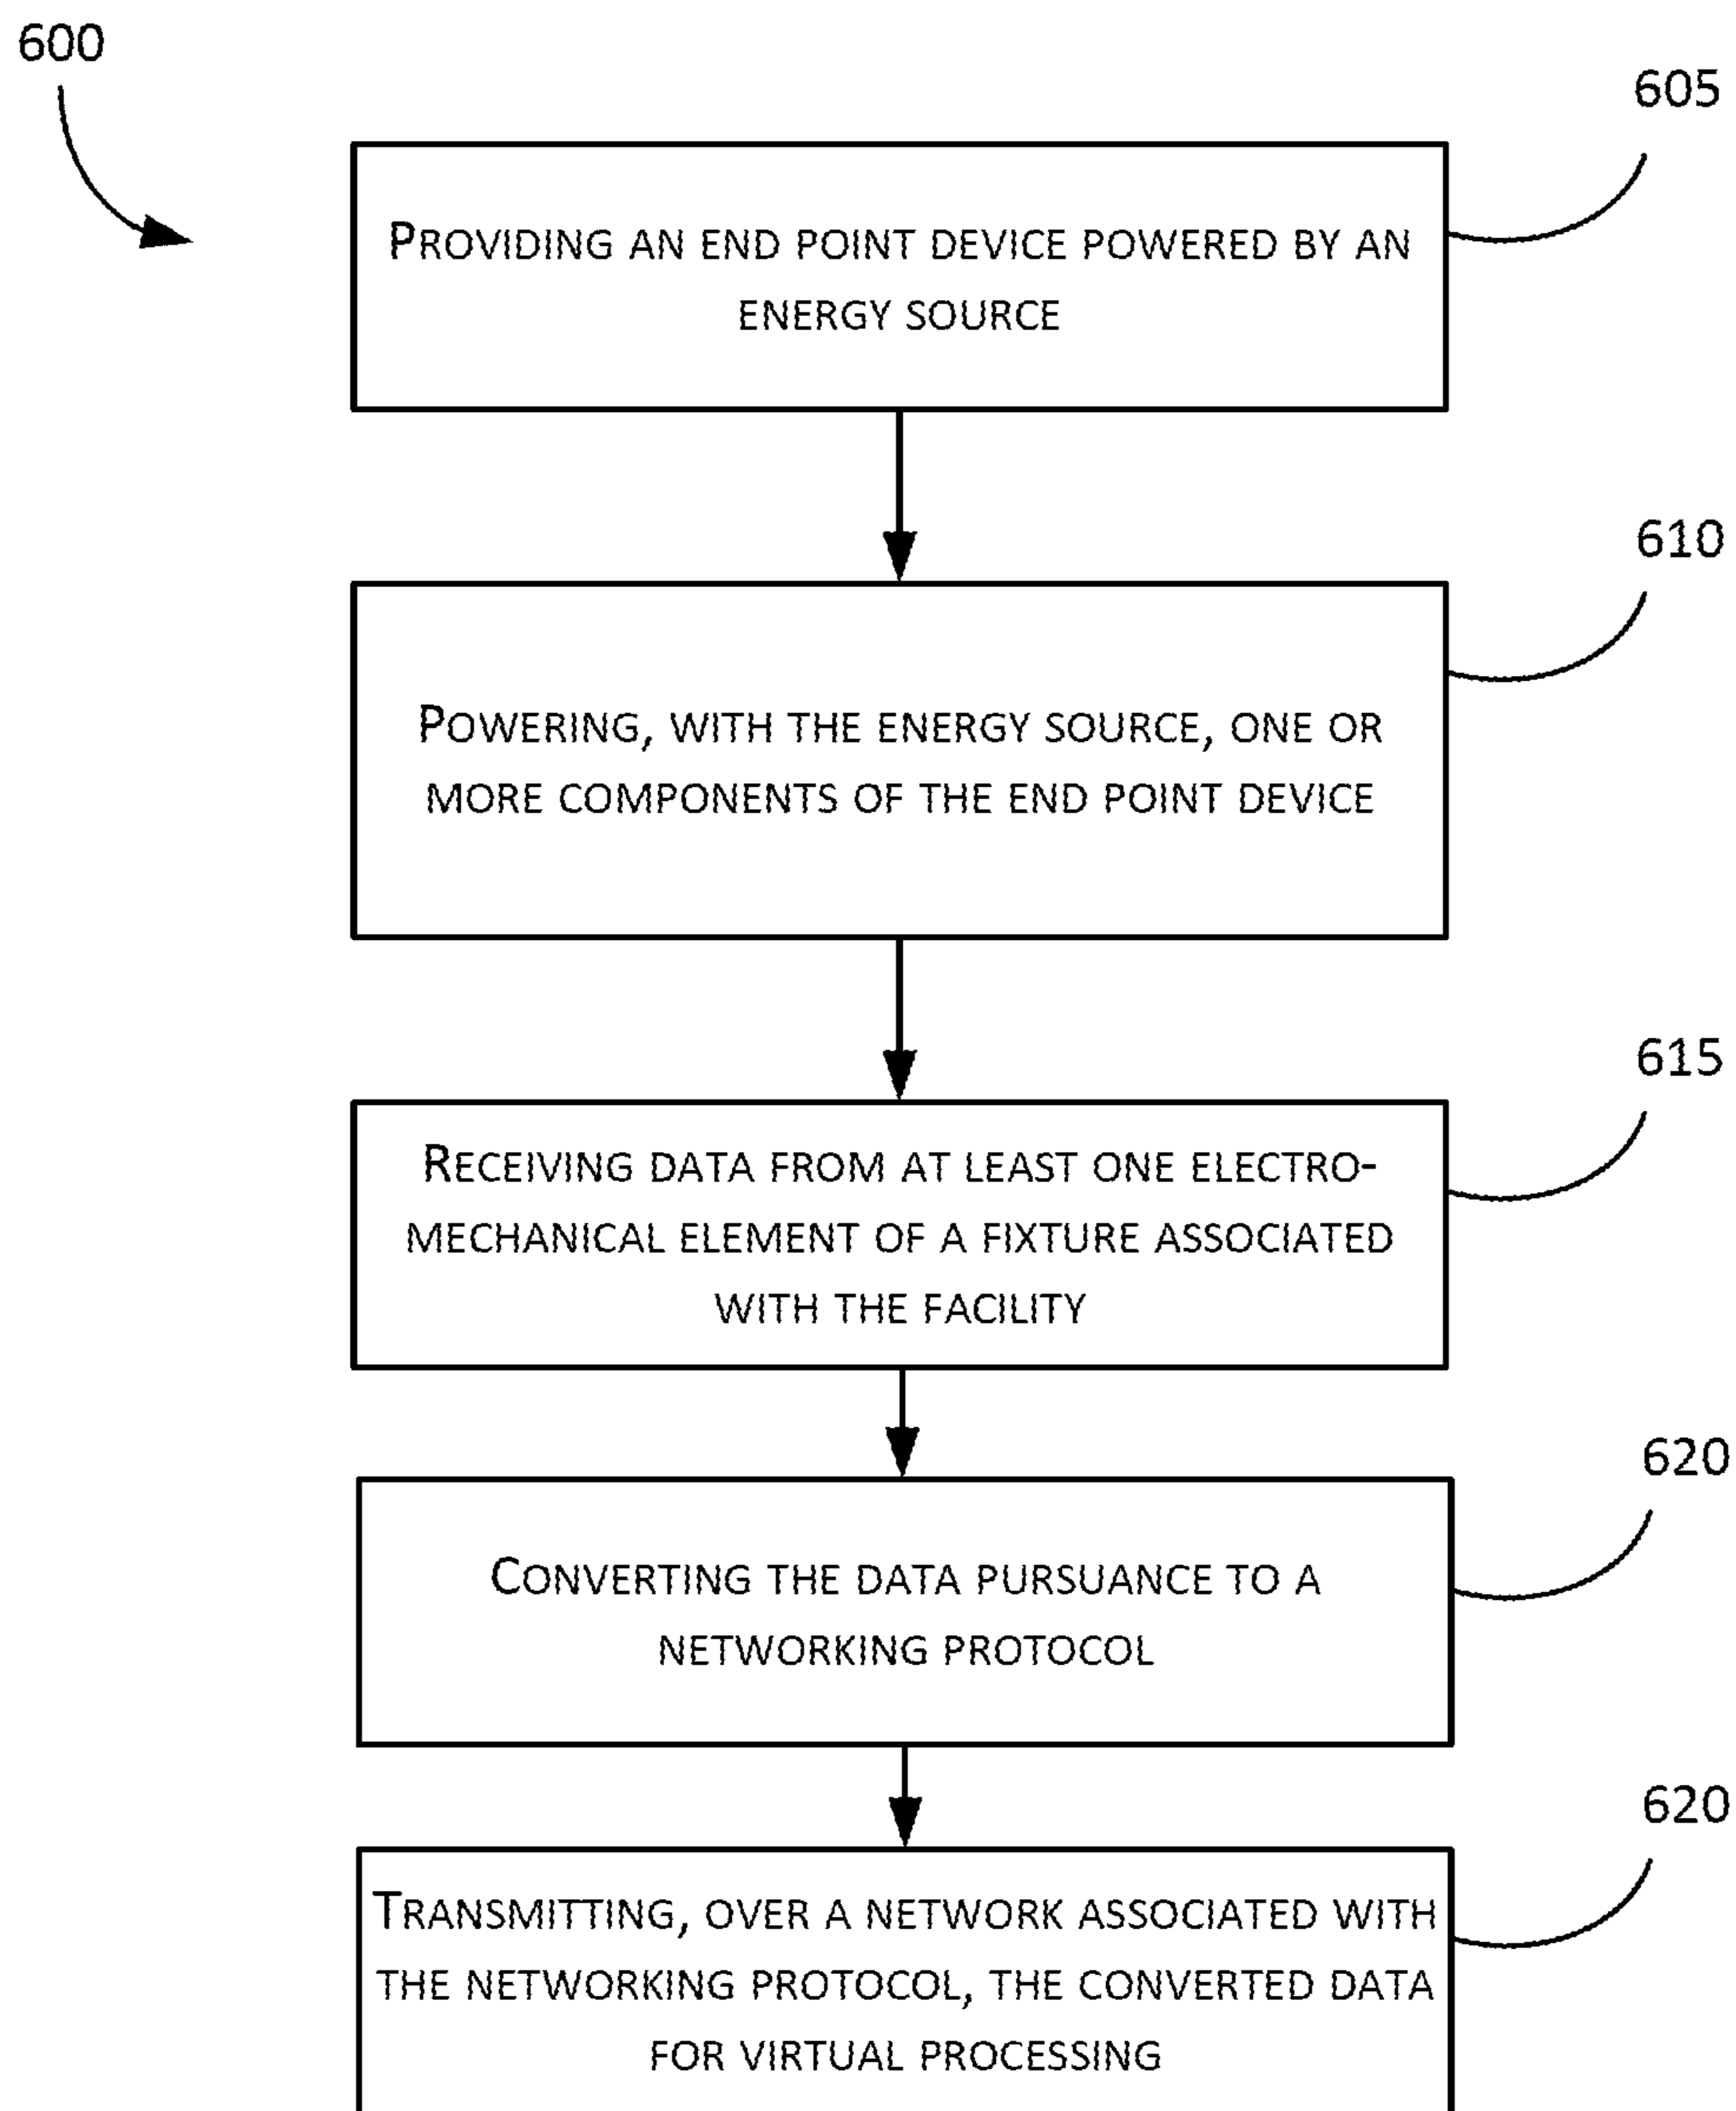 600
605
PROVIDING AN END POINT DEVICE POWERED BY AN
ENERGY SOURCE
610
POWERING, WITH THE ENERGY SOURCE, ONE OR
MORE COMPONENTS OF THE END POINT DEVICE
615
RECEIVING DATA FROM AT LEAST ONE ELECTRO-
MECHANICAL ELEMENT OF A FIXTURE ASSOCIATED
WITH THE FACILITY
620
CONVERTING THE DATA PURSUANCE TO A
NETWORKING PROTOCOL
620
TRANSMITTING, OVER A NETWORK ASSOCIATED WITH
THE NETWORKING PROTOCOL, THE CONVERTED DATA
FOR VIRTUAL PROCESSING